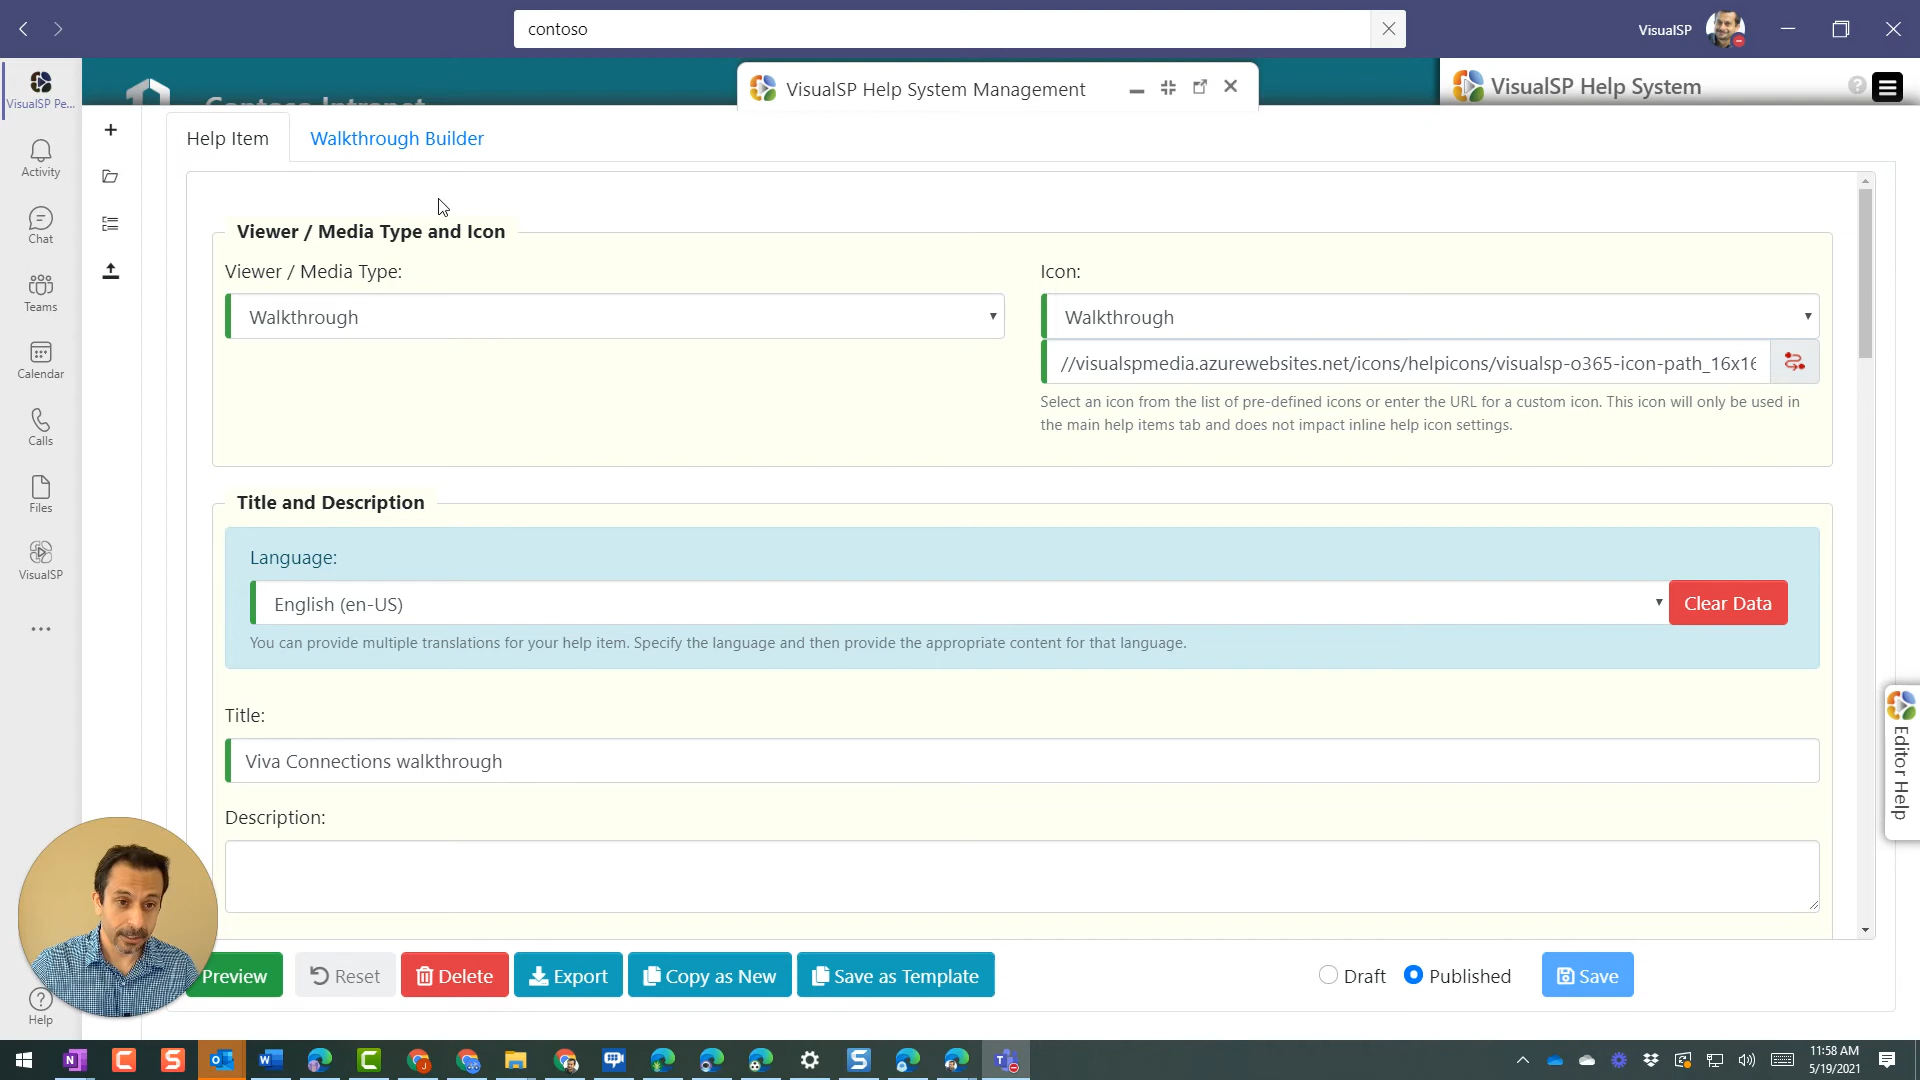 contoso
VisualSP
VisualSP Pe...
Contoso Intranet
VisualSP Help System Management
VisualSP Help System
Help Item
Walkthrough Builder
Activity
Chat
Teams
Calendar
Calls
Files
VisualSP
Help
Viewer / Media Type and Icon
Viewer / Media Type:
Walkthrough
Icon:
Walkthrough
//visualspmedia.azurewebsites.net/icons/helpicons/visualsp-o365-icon-path_16x16
Select an icon from the list of pre-defined icons or enter the URL for a custom icon. This icon will only be used in
the main help items tab and does not impact inline help icon settings.
Title and Description
Language:
English (en-US)
Clear Data
You can provide multiple translations for your help item. Specify the language and then provide the appropriate content for that language.
Title:
Viva Connections walkthrough
Description:
Editor Help
Preview
Reset
Delete
Export
Copy as New
Save as Template
Draft
Published
Save
11:58 AM
5/19/2021